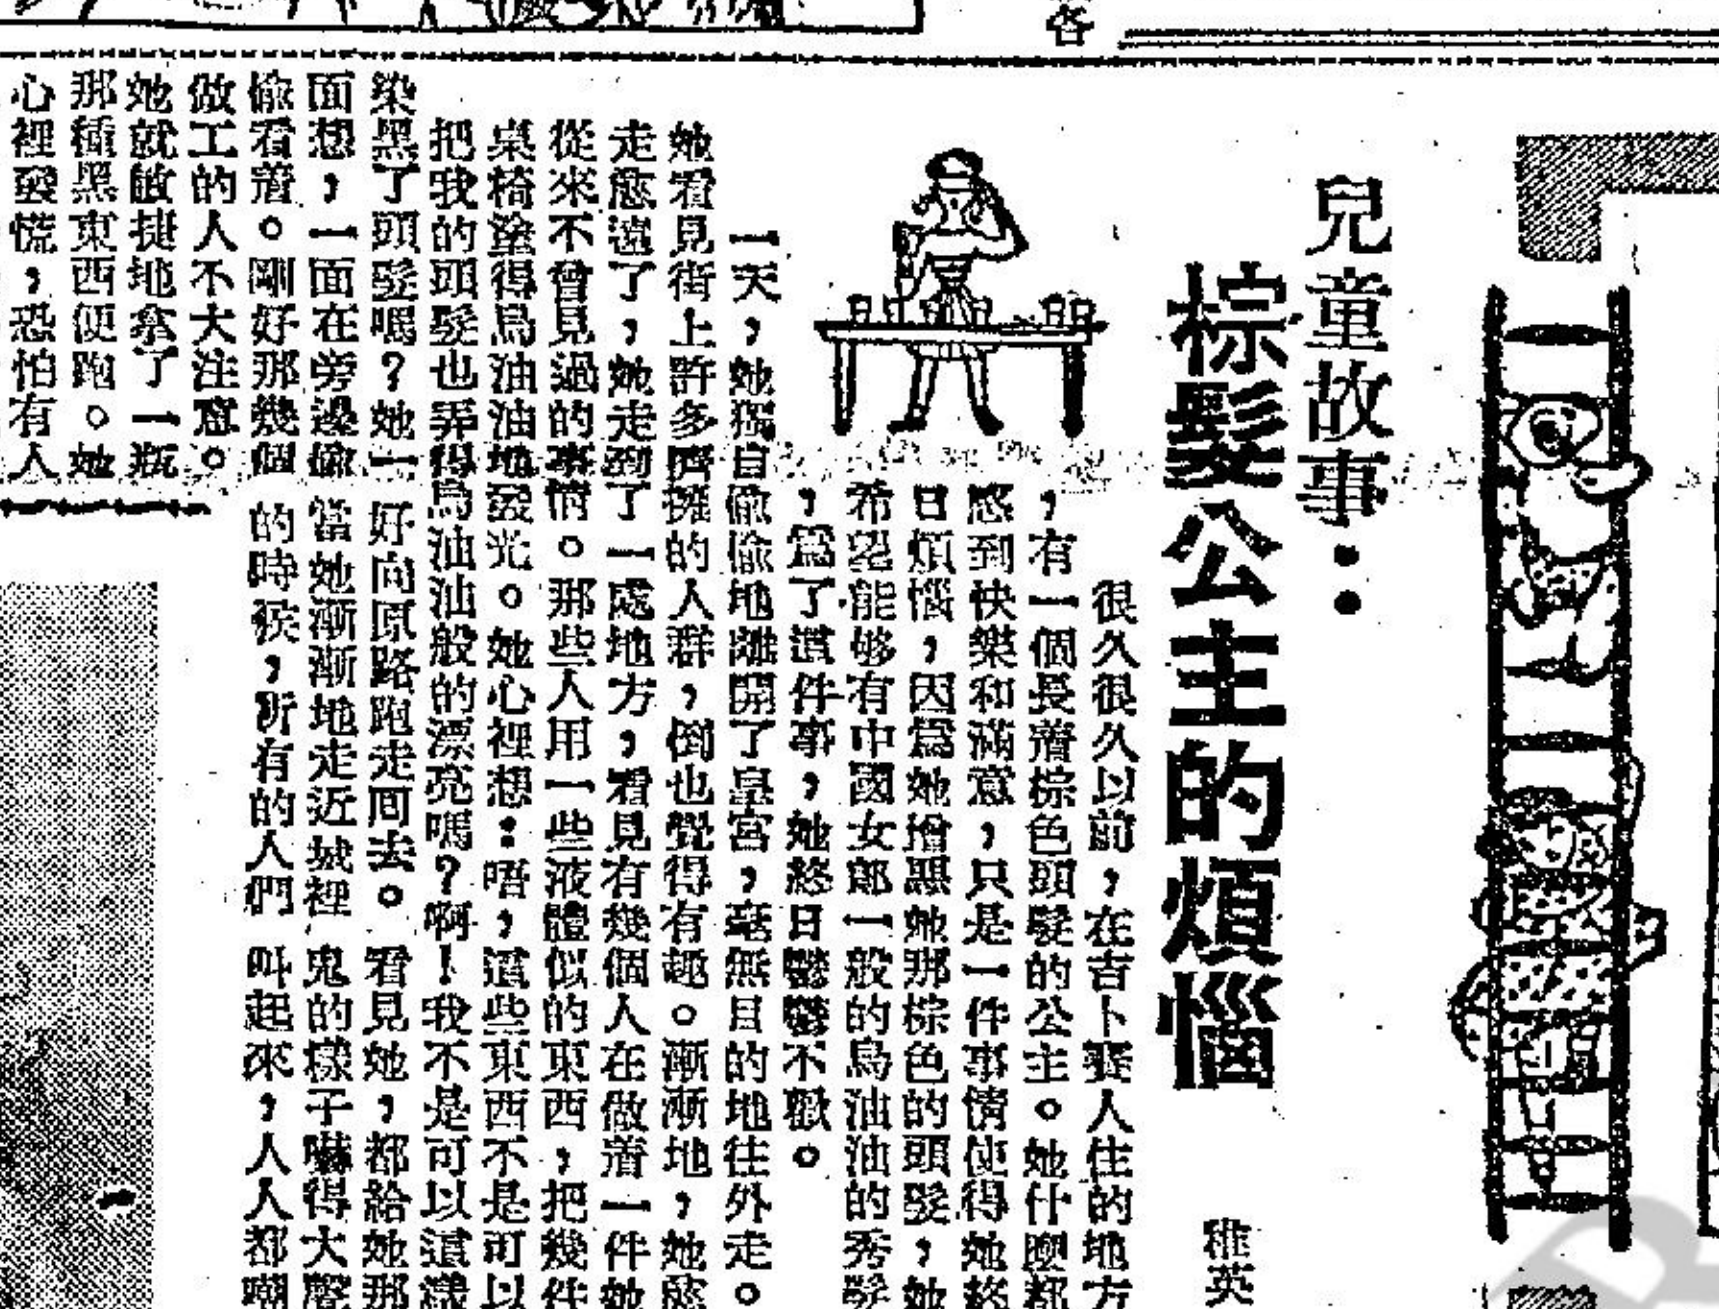 兒童故事：
棕髮公主的煩惱
稚英
很久很久以前，在吉卜賽人住的地方
，有一個長著棕色頭髮的公主。她什麼都
感到快樂和滿意，只是一件事情使得她終
日煩惱，因為她憎黑她那棕色的頭髮，她
希望能够有中國女郎一般的烏油油的秀髮
，為了這件事，她終日鬱鬱不歡。
一天，她獨自偷偷地離開了皇宮，毫無目的地往外走。
她看見街上許多擠擁的人群，倒也覺得有趣。漸漸地，她愈
走愈遠了，她走到了一處地方，看見有幾個人在做著一件她
從來不曾見過的事情。那些人用一些液體似的東西，把幾件
桌椅塗得烏油油地發光。她心裡想：唔，這些東西不是可以
把我的頭髮也弄得烏油油般的漂亮嗎？啊！我不是可以這樣
染黑了頭髮嗎？她一
面想，一面在旁邊偷
偷看著。剛好那幾個
做工的人不大注意。
她就敏捷地拿了一瓶
那種黑東西便跑。她
心裡發慌，恐怕有人
好向原路跑走囘去。
當她漸漸地走近城裡
的時候，所有的人們
看見她，都給她那
鬼的樣子嚇得大聲
叫起來，人人都嘲
各